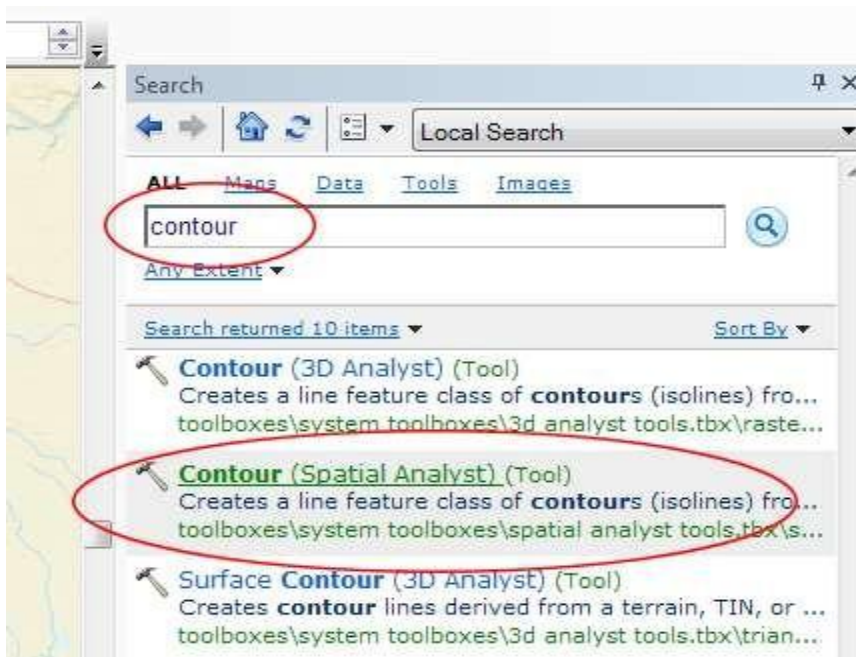 Search
Local Search
ALL Maps Data Tools Images
contour
Any Extent
Search returned 10 items Sort By
Contour (3D Analyst) (Tool)
Creates a line feature class of contours (isolines) fro...
toolboxes\system toolboxes\3d analyst tools.tbx\raste...
Contour (Spatial Analyst) (Tool)
Creates a line feature class of contours (isolines) fro...
toolboxes\system toolboxes\spatial analyst tools.tbx\s...
Surface Contour (3D Analyst) (Tool)
Creates contour lines derived from a terrain, TIN, or ...
toolboxes\system toolboxes\3d analyst tools.tbx\trian...